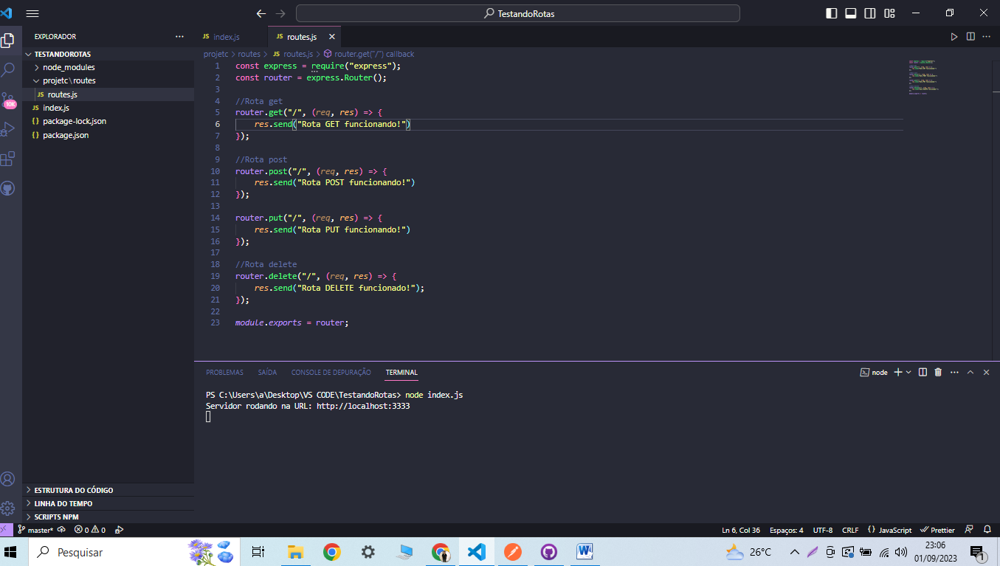 TestandoRotas
EXPLORADOR
JS index.js
JS routes.js
TESTANDOROTAS
projetc > routes > JS routes.js > router.get("/") callback
node_modules
projetc \ routes
JS routes.js
JS index.js
{} package-lock.json
{} package.json
10K
1 const express = require("express");
2 const router = express.Router();
3
4 //Rota get
5 router.get("/", (req, res) => {
6 res.send("Rota GET funcionando!")
7 });
8
9 //Rota post
10 router.post("/", (req, res) => {
11 res.send("Rota POST funcionando!")
12 });
13
14 router.put("/", (req, res) => {
15 res.send("Rota PUT funcionando!")
16 });
17
18 //Rota delete
19 router.delete("/", (req, res) => {
20 res.send("Rota DELETE funcionado!");
21 });
22
23 module.exports = router;
PROBLEMAS SAÍDA CONSOLE DE DEPURAÇÃO TERMINAL
node
PS C:\Users\a\Desktop\VS CODE\TestandoRotas> node index.js
Servidor rodando na URL: http://localhost:3333
ESTRUTURA DO CÓDIGO
LINHA DO TEMPO
SCRIPTS NPM
master* 0 0
Ln 6, Col 36 Espaços: 4 UTF-8 CRLF {} JavaScript Prettier
Pesquisar
26°C
23:06
01/09/2023
1